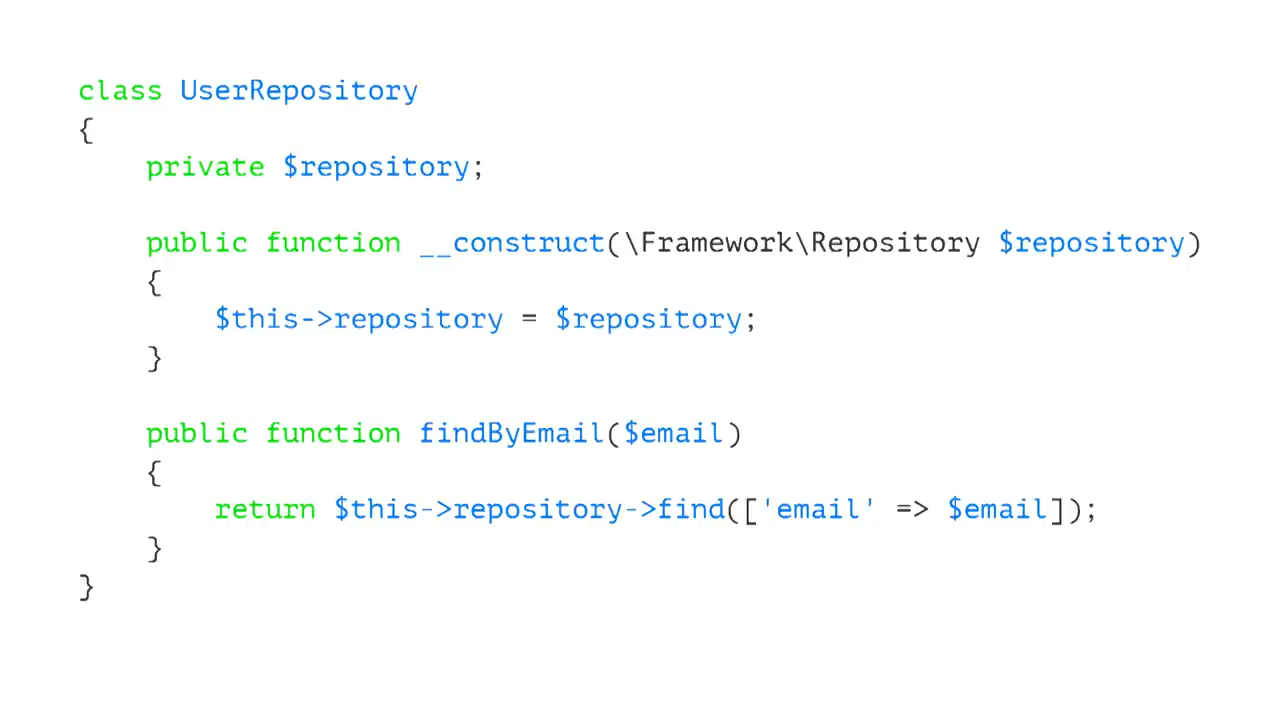 class UserRepository
{
    private $repository;

    public function __construct(\Framework\Repository $repository)
    {
        $this->repository = $repository;
    }

    public function findByEmail($email)
    {
        return $this->repository->find(['email' => $email]);
    }
}